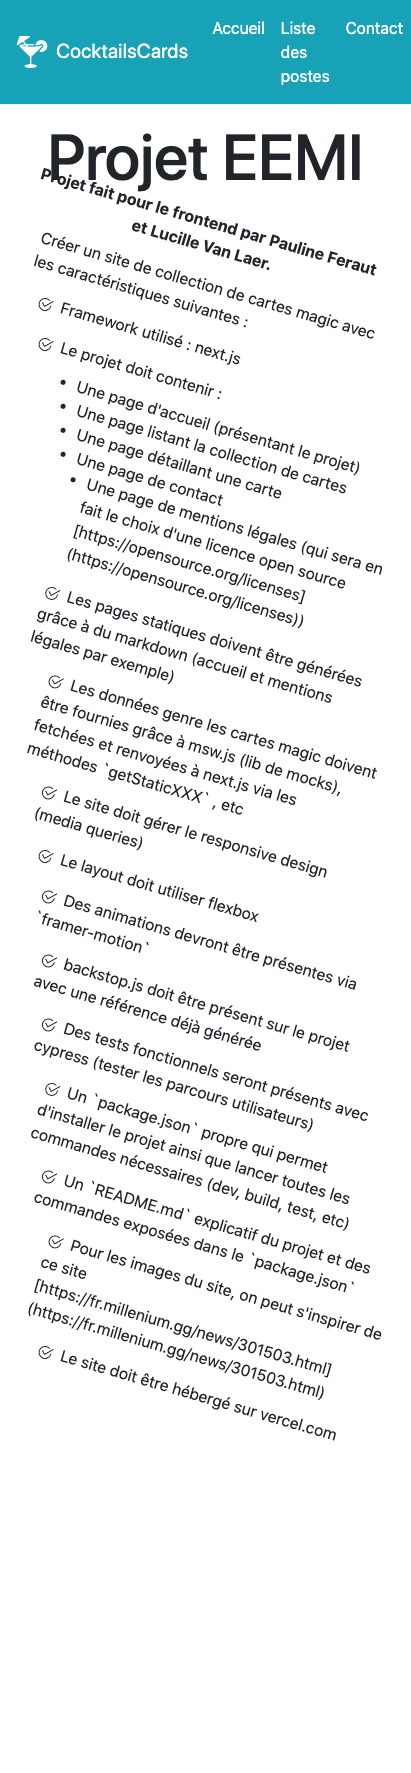 CocktailsCards
Accueil
Liste
des
postes
Contact
Projet EEMI
Projet fait pour le frontend par Pauline Feraut
et Lucille Van Laer.
Créer un site de collection de cartes magic avec
les caractéristiques suivantes :
Framework utilisé : next.js
Le projet doit contenir :
Une page d'accueil (présentant le projet)
Une page listant la collection de cartes
Une page détaillant une carte
Une page de contact
Une page de mentions légales (qui sera en
fait le choix d'une licence open source
[https://opensource.org/licenses]
(https://opensource.org/licenses))
Les pages statiques doivent être générées
grâce à du markdown (accueil et mentions
légales par exemple)
Les données genre les cartes magic doivent
être fournies grâce à msw.js (lib de mocks),
fetchées et renvoyées à next.js via les
méthodes `getStaticXXX` , etc
Le site doit gérer le responsive design
(media queries)
Le layout doit utiliser flexbox
Des animations devront être présentes via
`framer-motion`
backstop.js doit être présent sur le projet
avec une référence déjà générée
Des tests fonctionnels seront présents avec
cypress (tester les parcours utilisateurs)
Un `package.json` propre qui permet
d'installer le projet ainsi que lancer toutes les
commandes nécessaires (dev, build, test, etc)
Un `README.md` explicatif du projet et des
commandes exposées dans le `package.json`
Pour les images du site, on peut s'inspirer de
ce site
[https://fr.millenium.gg/news/301503.html]
(https://fr.millenium.gg/news/301503.html)
Le site doit être hébergé sur vercel.com